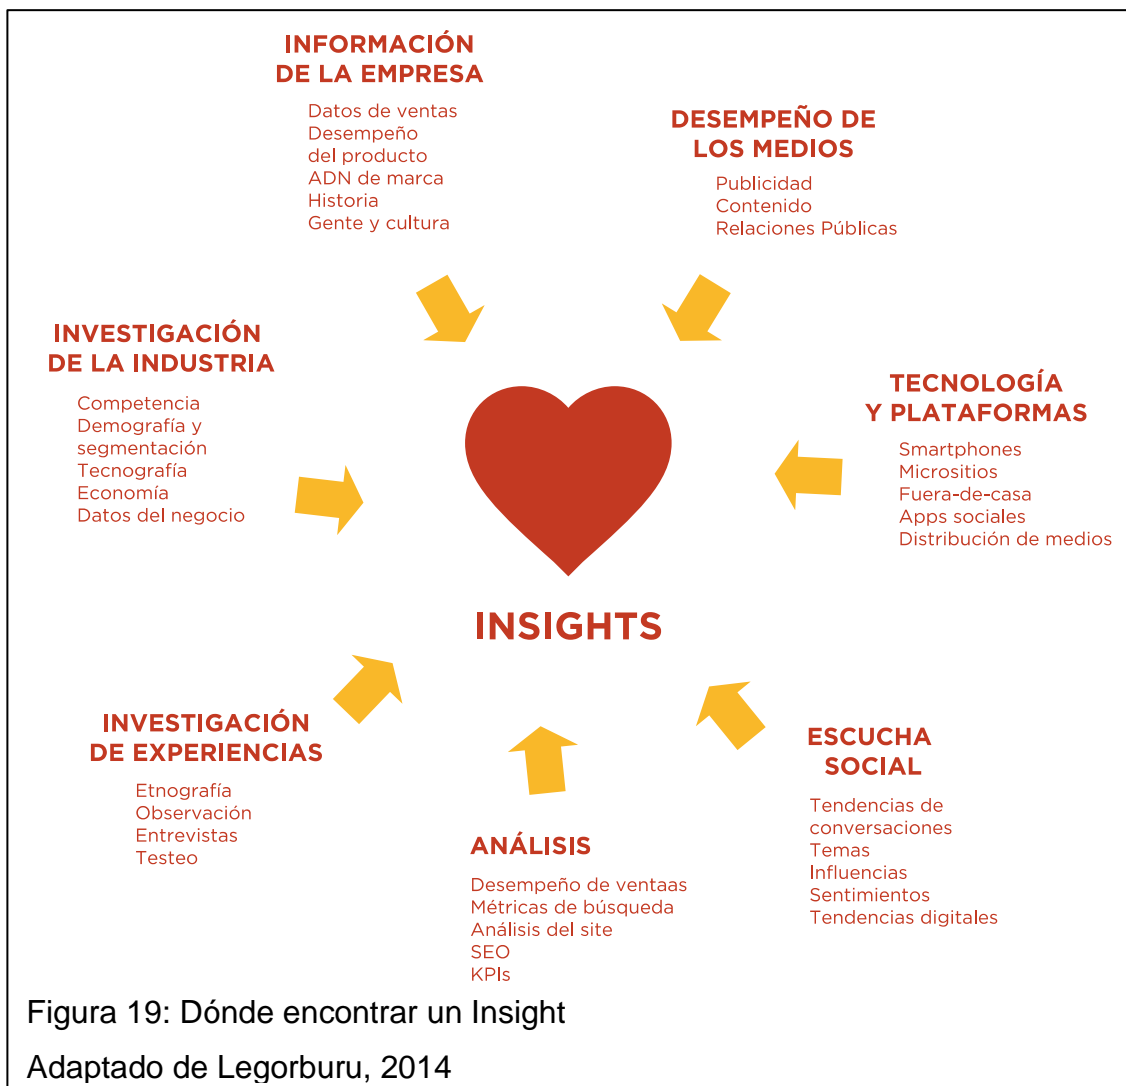 INFORMACIÓN
DE LA EMPRESA
Datos de ventas
Desempeño
del producto
ADN de marca
Historia
Gente y cultura
DESEMPEÑO DE
LOS MEDIOS
Publicidad
Contenido
Relaciones Públicas
INVESTIGACIÓN
DE LA INDUSTRIA
Competencia
Demografía y
segmentación
Tecnografía
Economía
Datos del negocio
TECNOLOGÍA
Y PLATAFORMAS
Smartphones
Micrositios
Fuera-de-casa
Apps sociales
Distribución de medios
INSIGHTS
INVESTIGACIÓN
DE EXPERIENCIAS
Etnografía
Observación
Entrevistas
Testeo
ANÁLISIS
Desempeño de ventaas
Métricas de búsqueda
Análisis del site
SEO
KPIs
ESCUCHA
SOCIAL
Tendencias de
conversaciones
Temas
Influencias
Sentimientos
Tendencias digitales
Figura 19: Dónde encontrar un Insight
Adaptado de Legorburu, 2014